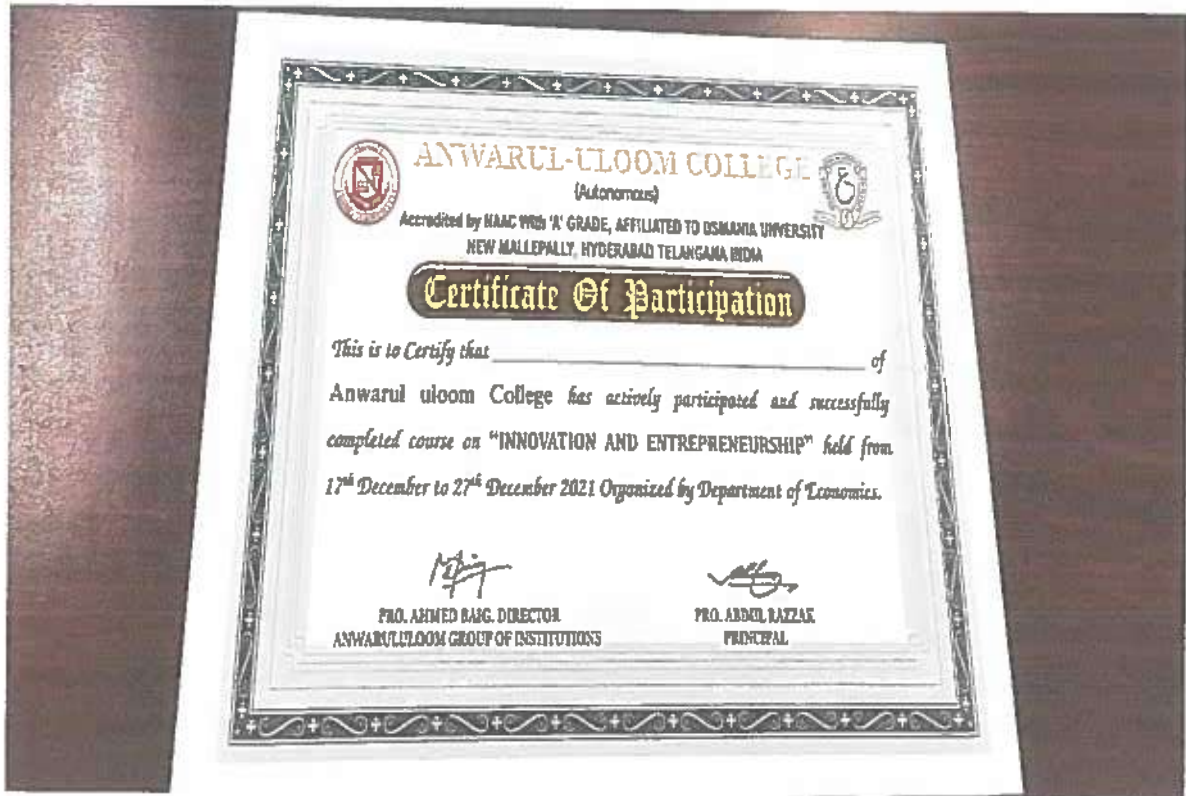 ANWARUL-ULOOM COLLEGE
(Autonomous)
Accredited by NAAC With 'A' GRADE, AFFILIATED TO OSMANIA UNIVERSITY
NEW MALLEPALLY, HYDERABAD TELANGANA INDIA
Certificate Of Participation
This is to Certify that ________________________ of
Anwarul uloom College has actively participated and successfully
completed course on "INNOVATION AND ENTREPRENEURSHIP" held from
17th December to 27th December 2021 Organized by Department of Economics.
PRO. AHMED BAIG. DIRECTOR
ANWARULULOOM GROUP OF INSTITUTIONS
PRO. ABDUL RAZZAK
PRINCIPAL